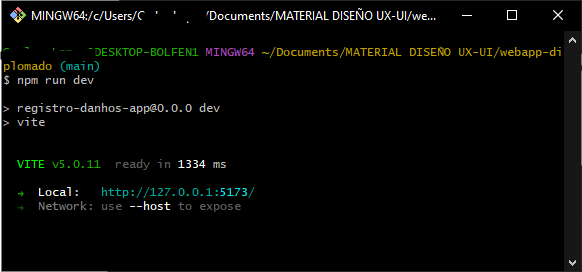 MINGW64:/c/Users/ /Documents/MATERIAL DISEÑO UX-UI/we...
DESKTOP-BOLFEN1 MINGW64 ~/Documents/MATERIAL DISEÑO UX-UI/webapp-di
plomado (main)
$ npm run dev
> registro-danhos-app@0.0.0 dev
> vite
VITE v5.0.11 ready in 1334 ms
➜ Local: http://127.0.0.1:5173/
➜ Network: use --host to expose